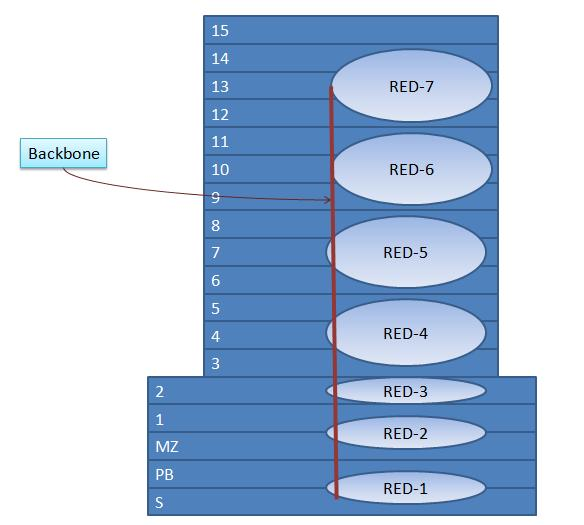 15
14
13
RED-7
12
11
Backbone
10
RED-6
9
8
7
RED-5
6
5
4
RED-4
3
2
RED-3
1
RED-2
MZ
PB
RED-1
S